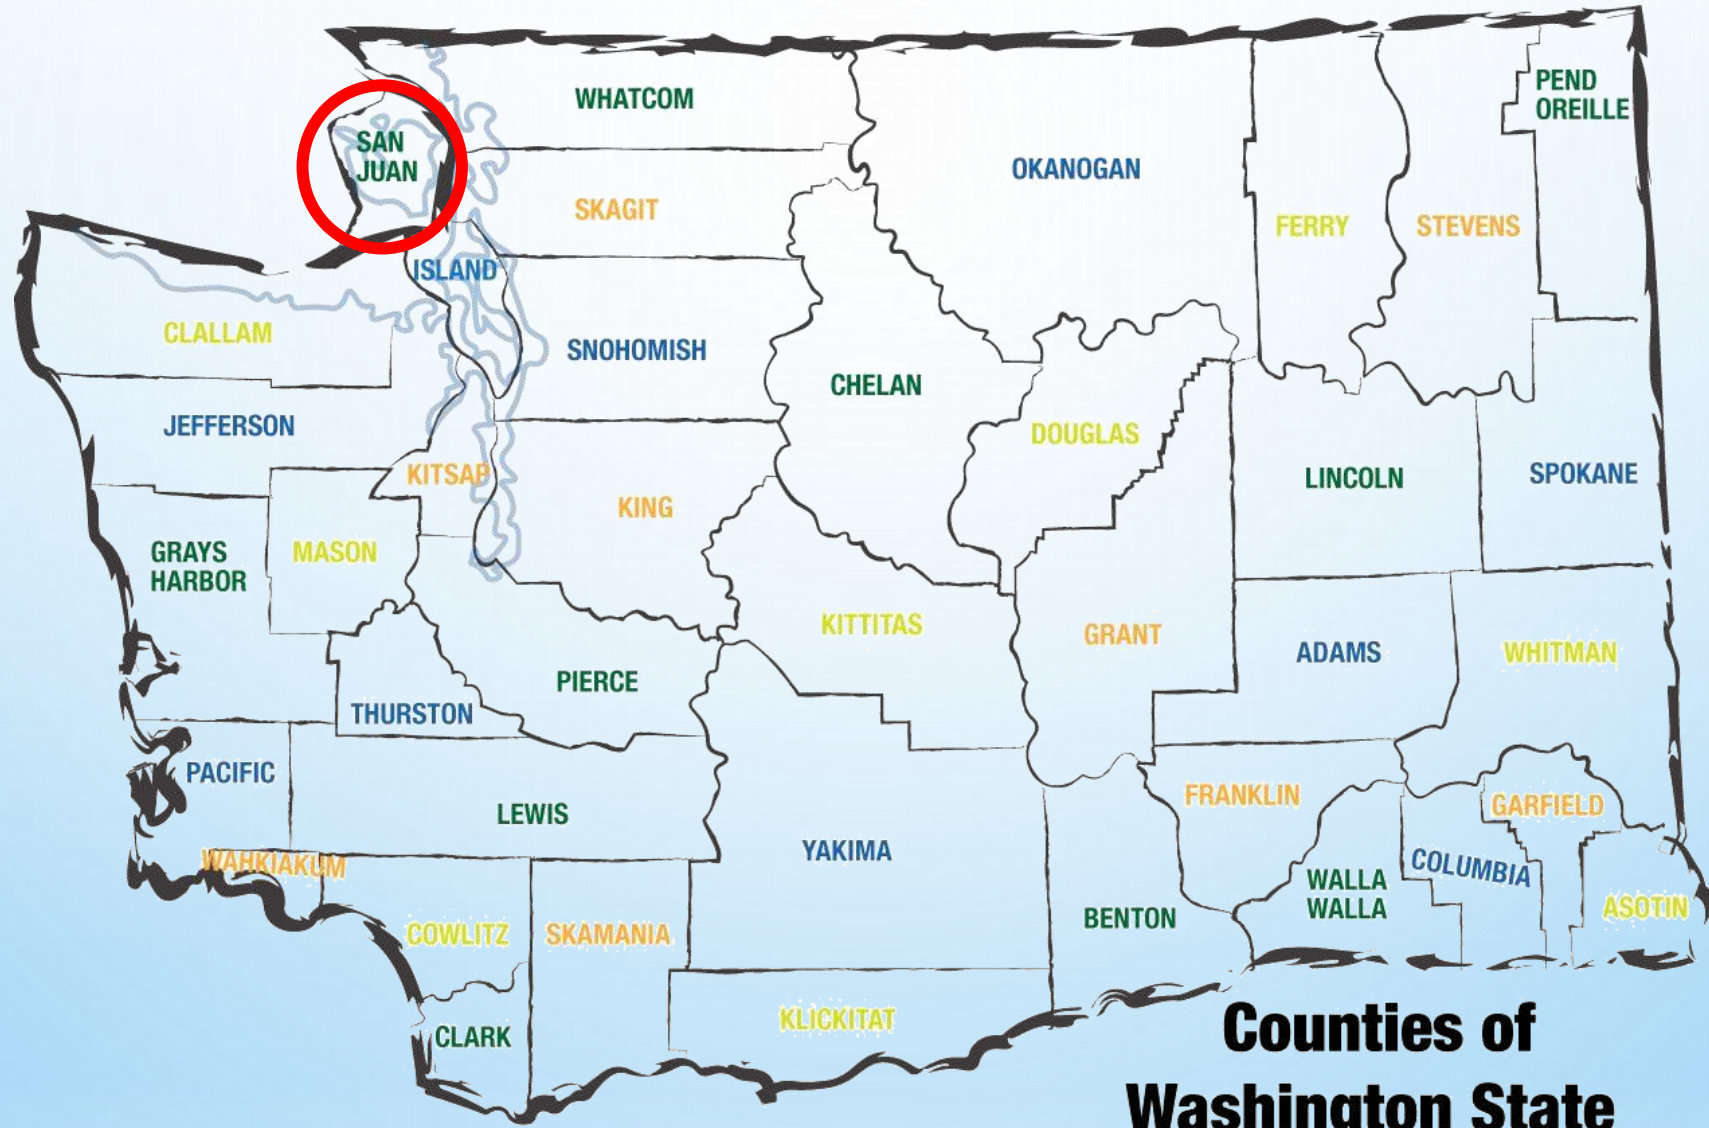 WHATCOM
PEND
OREILLE
SAN
JUAN
OKANOGAN
SKAGIT
FERRY
STEVENS
ISLAND
CLALLAM
SNOHOMISH
CHELAN
JEFFERSON
DOUGLAS
KITSAP
LINCOLN
SPOKANE
KING
GRAYS
HARBOR
MASON
KITTITAS
GRANT
ADAMS
WHITMAN
PIERCE
THURSTON
PACIFIC
LEWIS
FRANKLIN
GARFIELD
YAKIMA
WAHKIAKUM
COLUMBIA
WALLA
WALLA
ASOTIN
BENTON
COWLITZ
SKAMANIA
KLICKITAT
CLARK
Counties of
Washington State